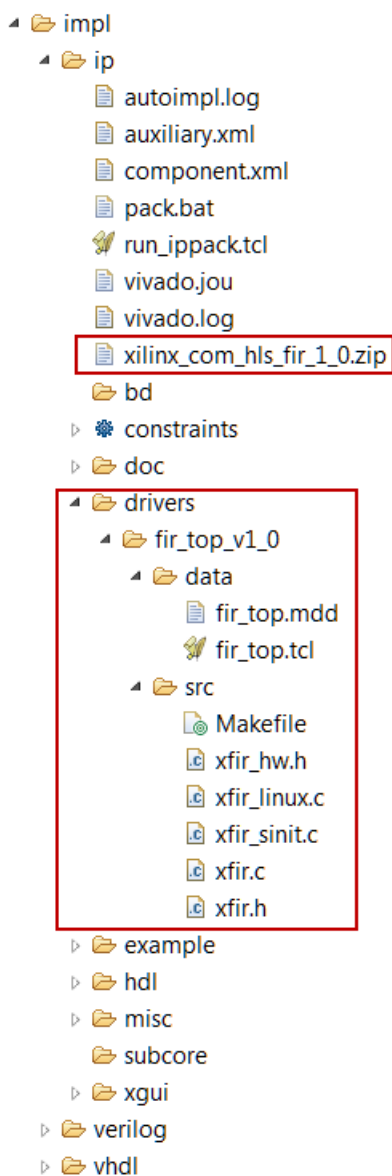 impl
ip
autoimpl.log
auxiliary.xml
component.xml
pack.bat
run_ippack.tcl
vivado.jou
vivado.log
xilinx_com_hls_fir_1_0.zip
bd
constraints
doc
drivers
fir_top_v1_0
data
fir_top.mdd
fir_top.tcl
src
Makefile
xfir_hw.h
xfir_linux.c
xfir_sinit.c
xfir.c
xfir.h
example
hdl
misc
subcore
xgui
verilog
vhdl